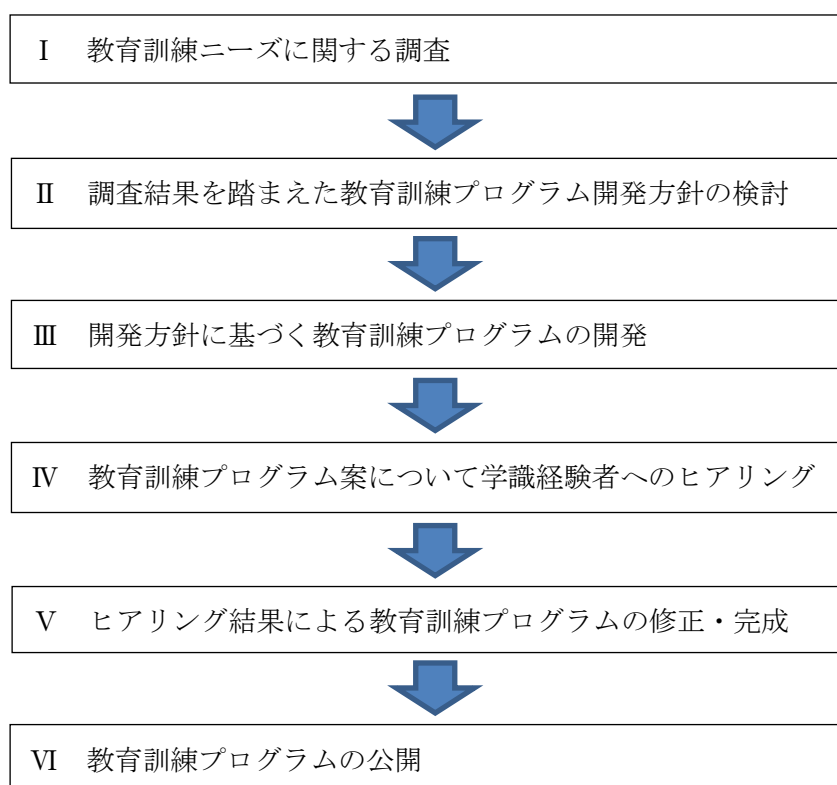 Ⅰ 教育訓練ニーズに関する調査
Ⅱ 調査結果を踏まえた教育訓練プログラム開発方針の検討
Ⅲ 開発方針に基づく教育訓練プログラムの開発
Ⅳ 教育訓練プログラム案について学識経験者へのヒアリング
Ⅴ ヒアリング結果による教育訓練プログラムの修正・完成
Ⅵ 教育訓練プログラムの公開